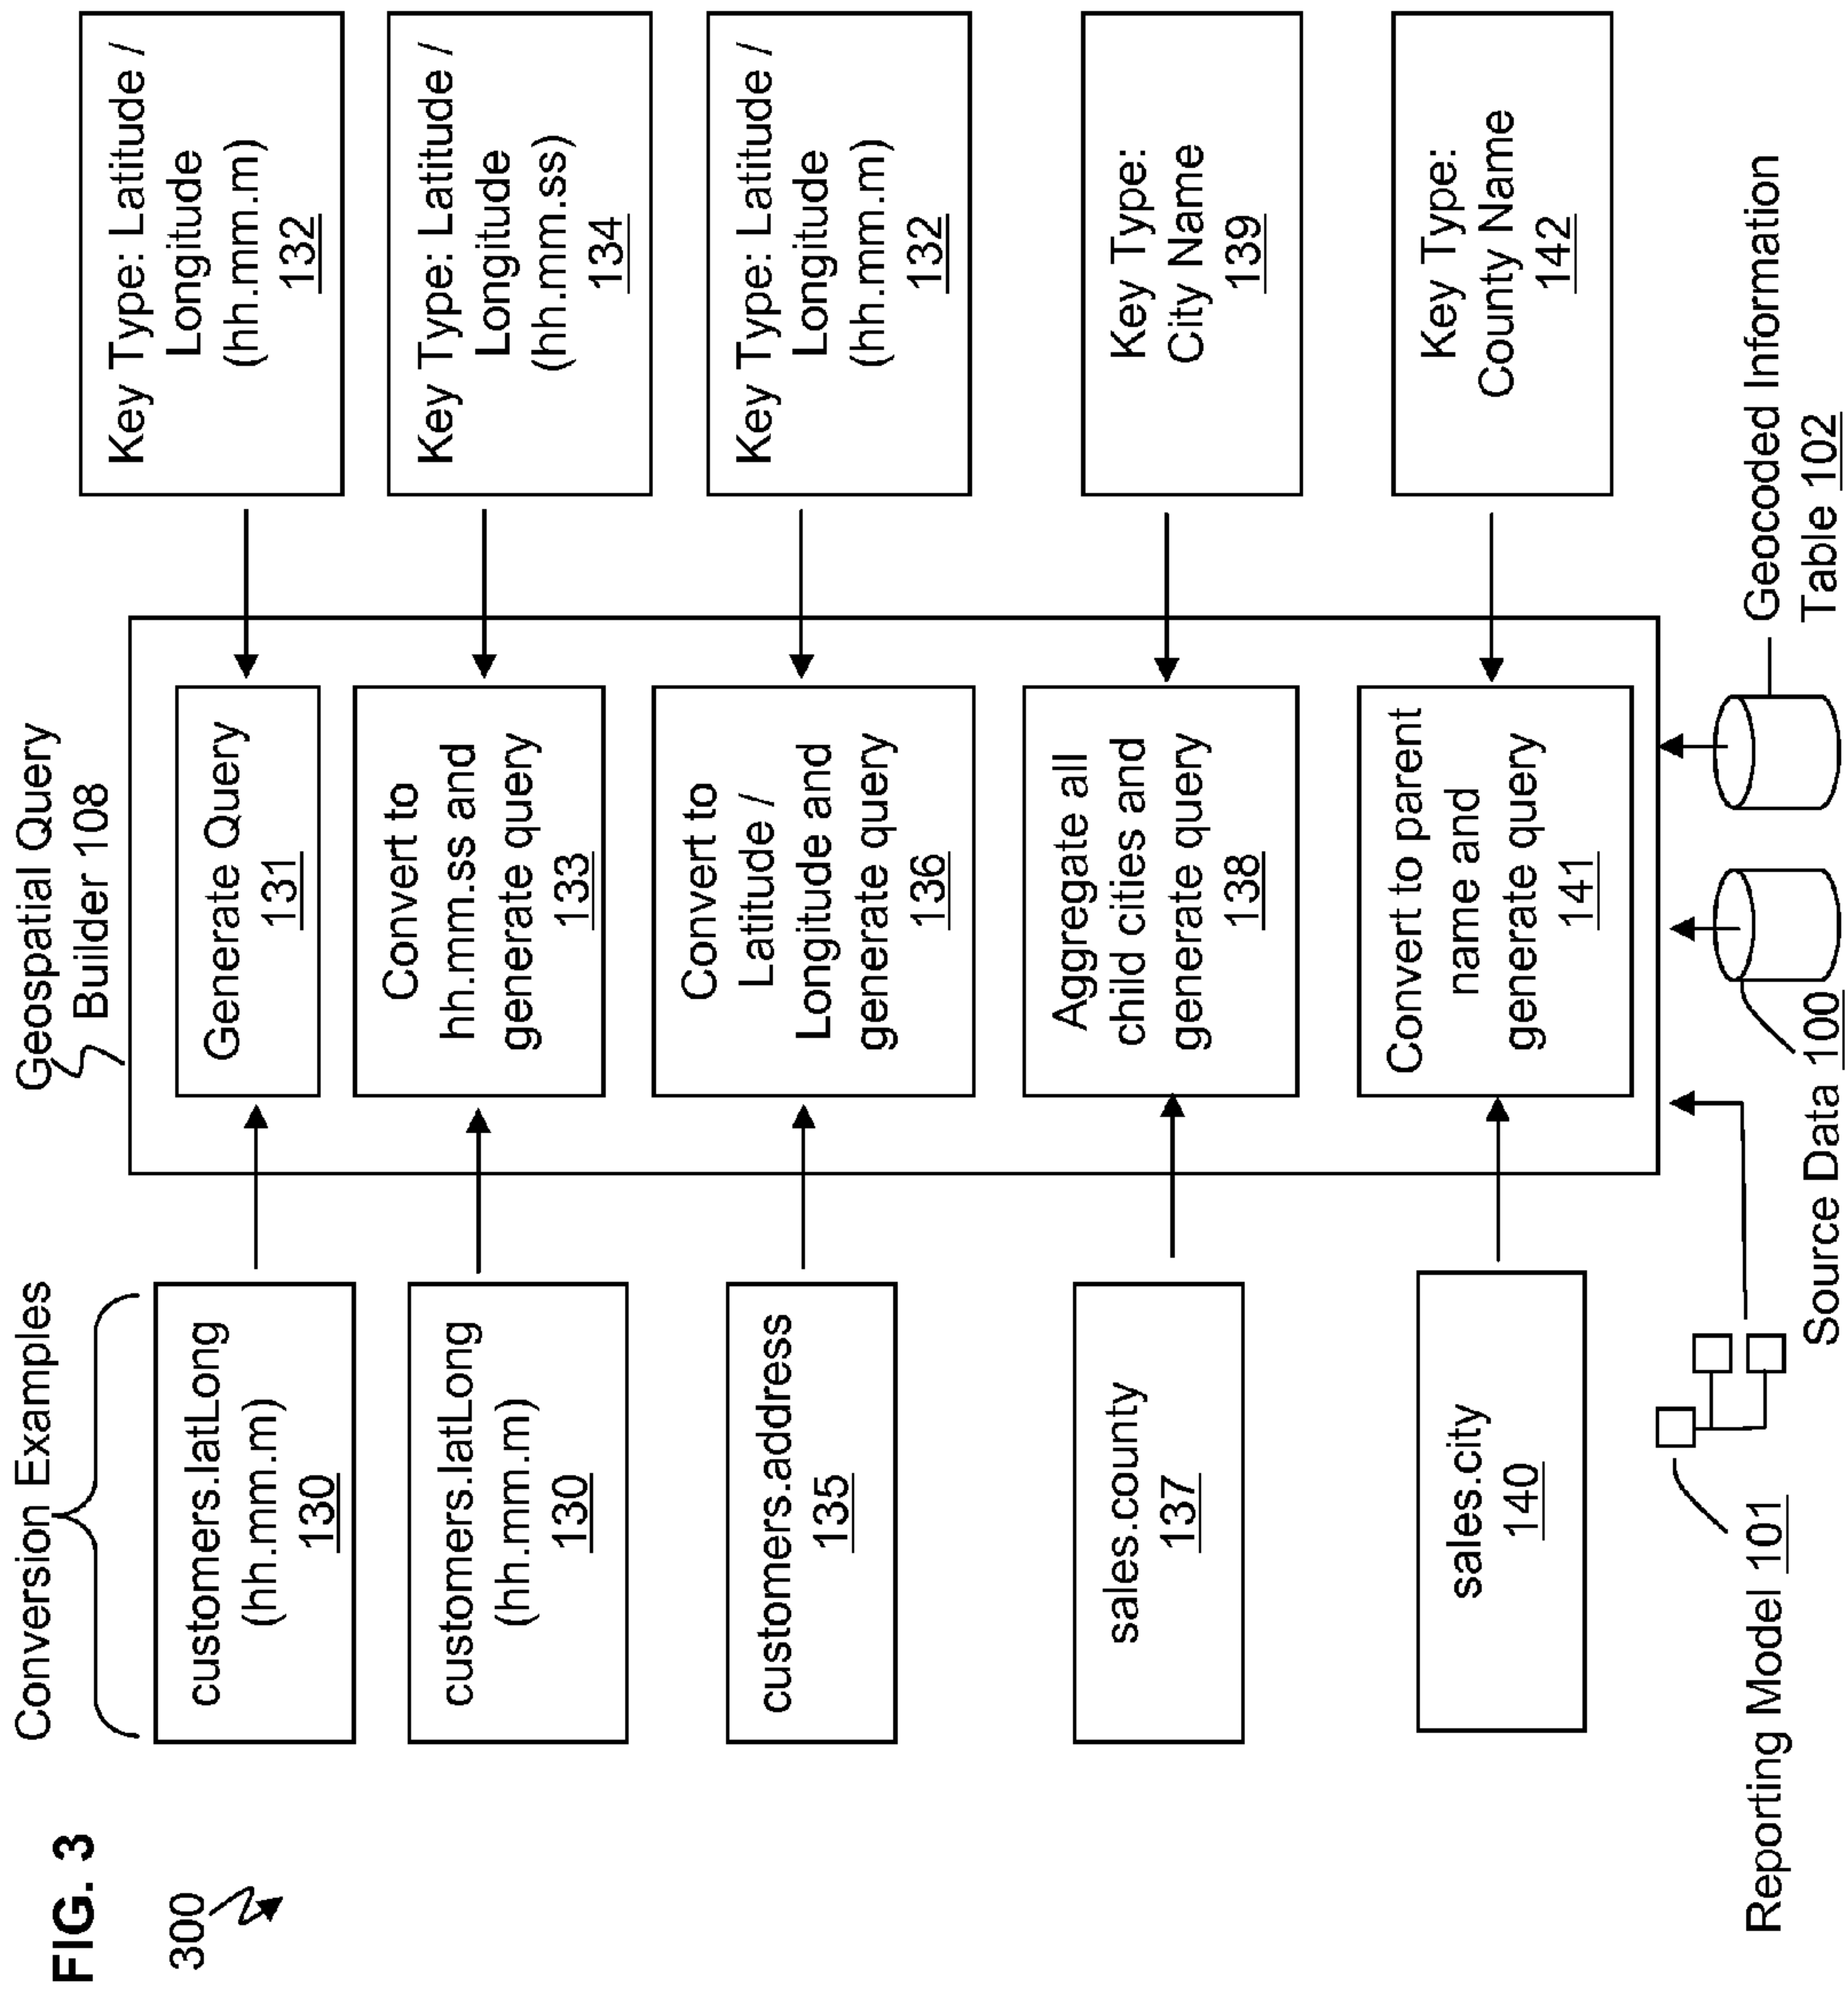 FIG. 3
300
Conversion Examples
Geospatial Query
Builder 108
customers.latLong
(hh.mm.m)
130
Generate Query
131
Key Type: Latitude /
Longitude
(hh.mm.m)
132
customers.latLong
(hh.mm.m)
130
Convert to
hh.mm.ss and
generate query
133
Key Type: Latitude /
Longitude
(hh.mm.ss)
134
customers.address
135
Convert to
Latitude /
Longitude and
generate query
136
Key Type: Latitude /
Longitude
(hh.mm.m)
132
sales.county
137
Aggregate all
child cities and
generate query
138
Key Type:
City Name
139
sales.city
140
Convert to parent
name and
generate query
141
Key Type:
County Name
142
Reporting Model 101
Source Data 100
Geocoded Information
Table 102